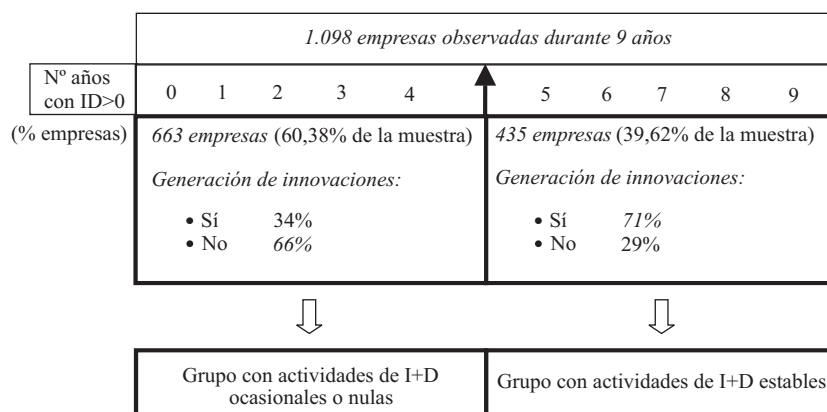 1.098 empresas observadas durante 9 años
Nº años
con ID>0
0 1 2 3 4 5 6 7 8 9
(% empresas)
663 empresas (60,38% de la muestra)
Generación de innovaciones:
• Sí 34%
• No 66%
435 empresas (39,62% de la muestra)
Generación de innovaciones:
• Sí 71%
• No 29%
Grupo con actividades de I+D
ocasionales o nulas
Grupo con actividades de I+D estables